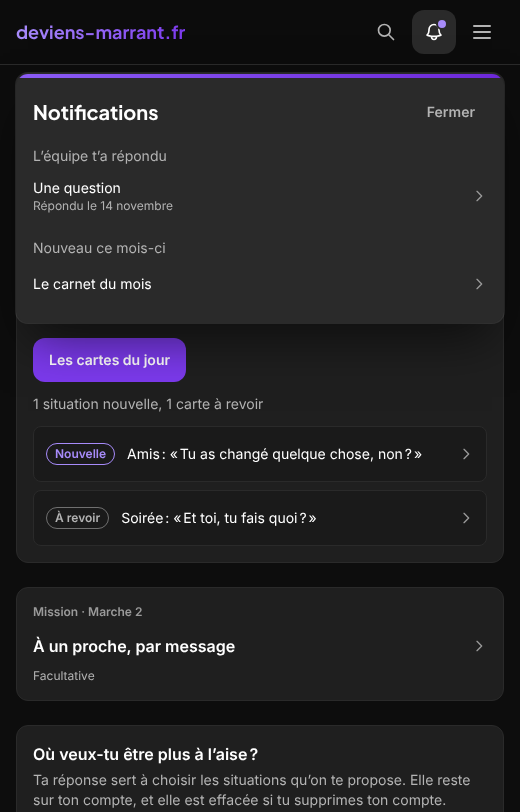 deviens-marrant.fr
Notifications
Fermer
L’équipe t’a répondu
Une question
Répondu le 14 novembre
Nouveau ce mois-ci
Le carnet du mois
Les cartes du jour
1 situation nouvelle, 1 carte à revoir
Nouvelle
Amis : « Tu as changé quelque chose, non ? »
À revoir
Soirée : « Et toi, tu fais quoi ? »
Mission · Marche 2
À un proche, par message
Facultative
Où veux-tu être plus à l’aise ?
Ta réponse sert à choisir les situations qu’on te propose. Elle reste
sur ton compte, et elle est effacée si tu supprimes ton compte.